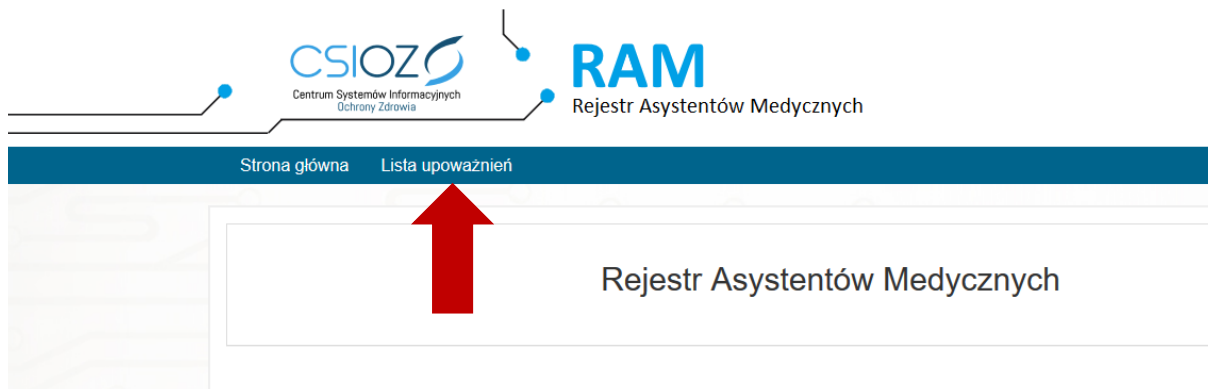 CSIOZ
Centrum Systemów Informacyjnych
Ochrony Zdrowia
RAM
Rejestr Asystentów Medycznych
Strona główna Lista upoważnień
Rejestr Asystentów Medycznych